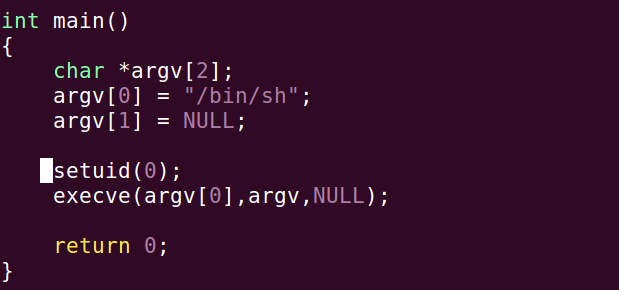 int main()
{
    char *argv[2];
    argv[0] = "/bin/sh";
    argv[1] = NULL;

    setuid(0);
    execve(argv[0],argv,NULL);

    return 0;
}